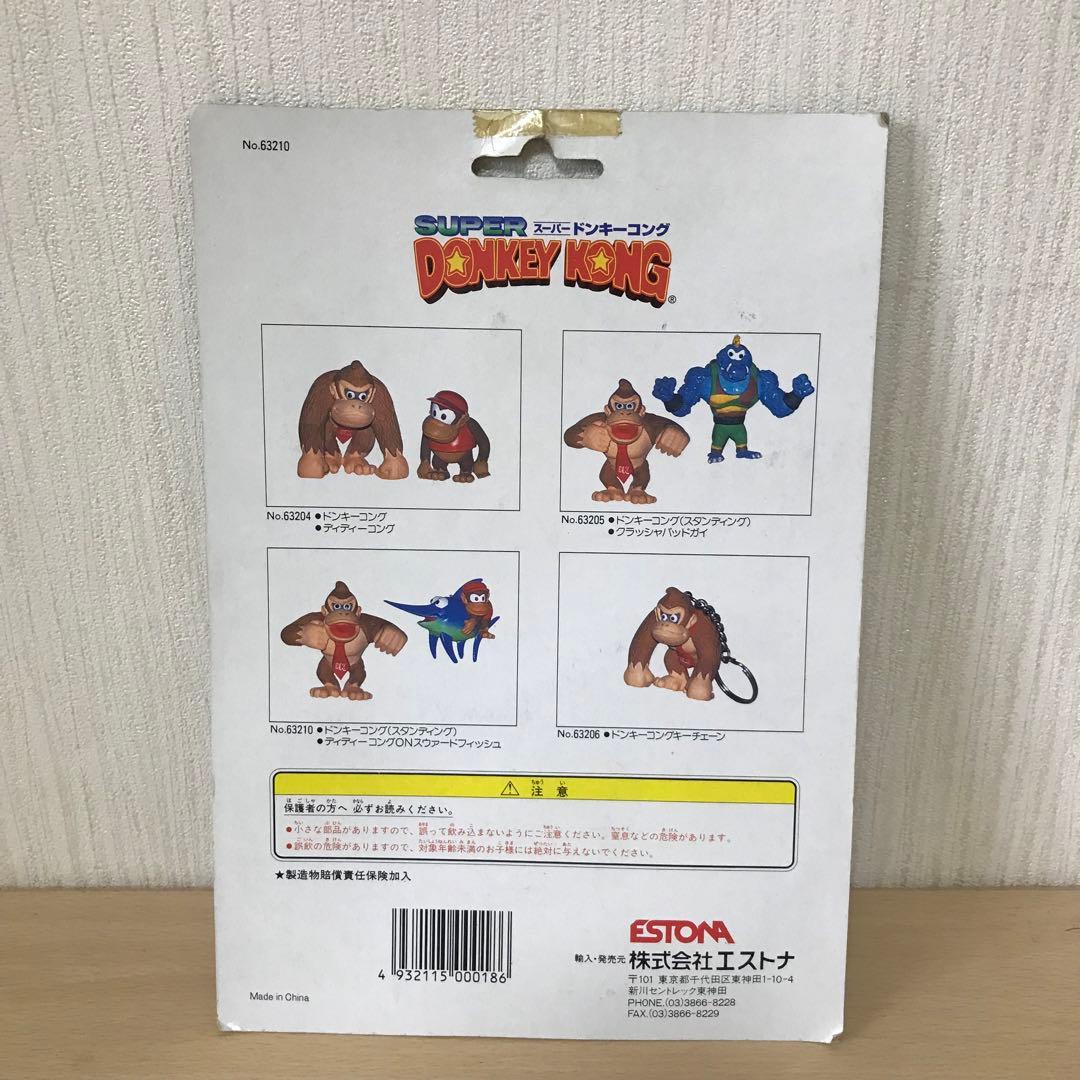 No.63210
SUPER スーパードンキーコング
DONKEY KONG®
No.63204 ●ドンキーコング
●ディディーコング
No.63205 ●ドンキーコング(スタンディング)
●クラッシャバッドガイ
No.63210 ●ドンキーコング(スタンディング)
●ディディーコングONスウァードフィッシュ
No.63206 ●ドンキーコングキーチェーン
⚠ 注意
保護者の方へ 必ずお読みください。
●小さな部品がありますので、誤って飲み込まないようにご注意ください。窒息などの危険があります。
●誤飲の危険がありますので、対象年齢未満のお子様には絶対に与えないでください。
★製造物賠償責任保険加入
4 932115 000186
Made in China
ESTONA
輸入・発売元 株式会社エストナ
〒101 東京都千代田区東神田1-10-4
新川セントレック東神田
PHONE.(03)3866-8228
FAX.(03)3866-8229